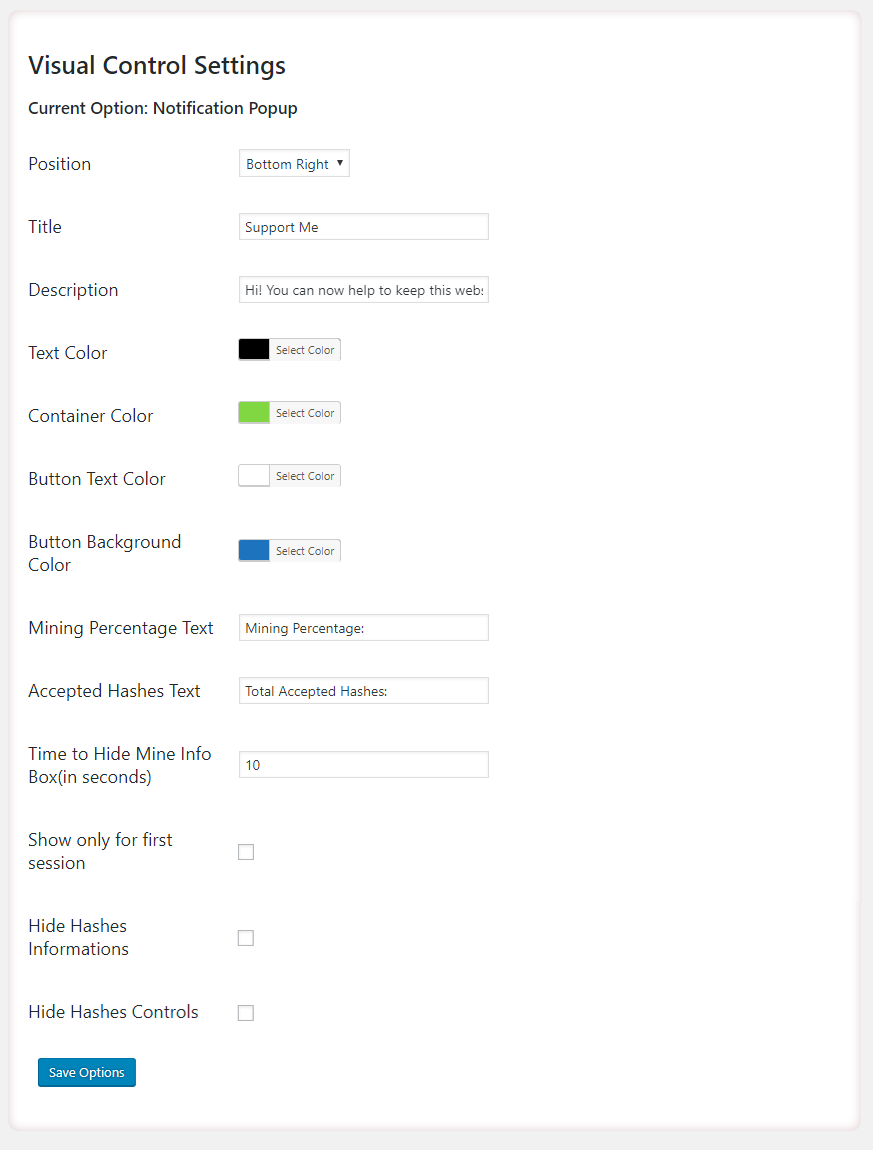 Visual Control Settings
Current Option: Notification Popup
Position
Bottom Right
Title
Support Me
Description
Hi! You can now help to keep this webs
Text Color
Select Color
Container Color
Select Color
Button Text Color
Select Color
Button Background
Color
Select Color
Mining Percentage Text
Mining Percentage:
Accepted Hashes Text
Total Accepted Hashes:
Time to Hide Mine Info
Box(in seconds)
10
Show only for first
session
Hide Hashes
Informations
Hide Hashes Controls
Save Options